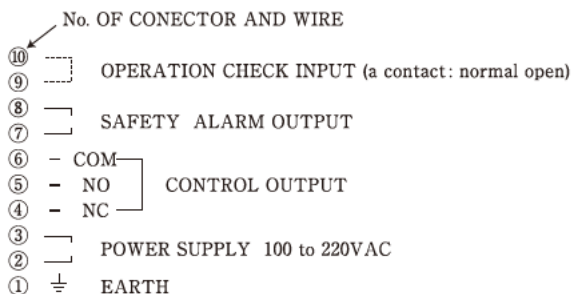 No. OF CONECTOR AND WIRE
⑩
⑨ OPERATION CHECK INPUT (a contact: normal open)
⑧
⑦ SAFETY ALARM OUTPUT
⑥ - COM
⑤ - NO CONTROL OUTPUT
④ - NC
③
② POWER SUPPLY 100 to 220VAC
① EARTH